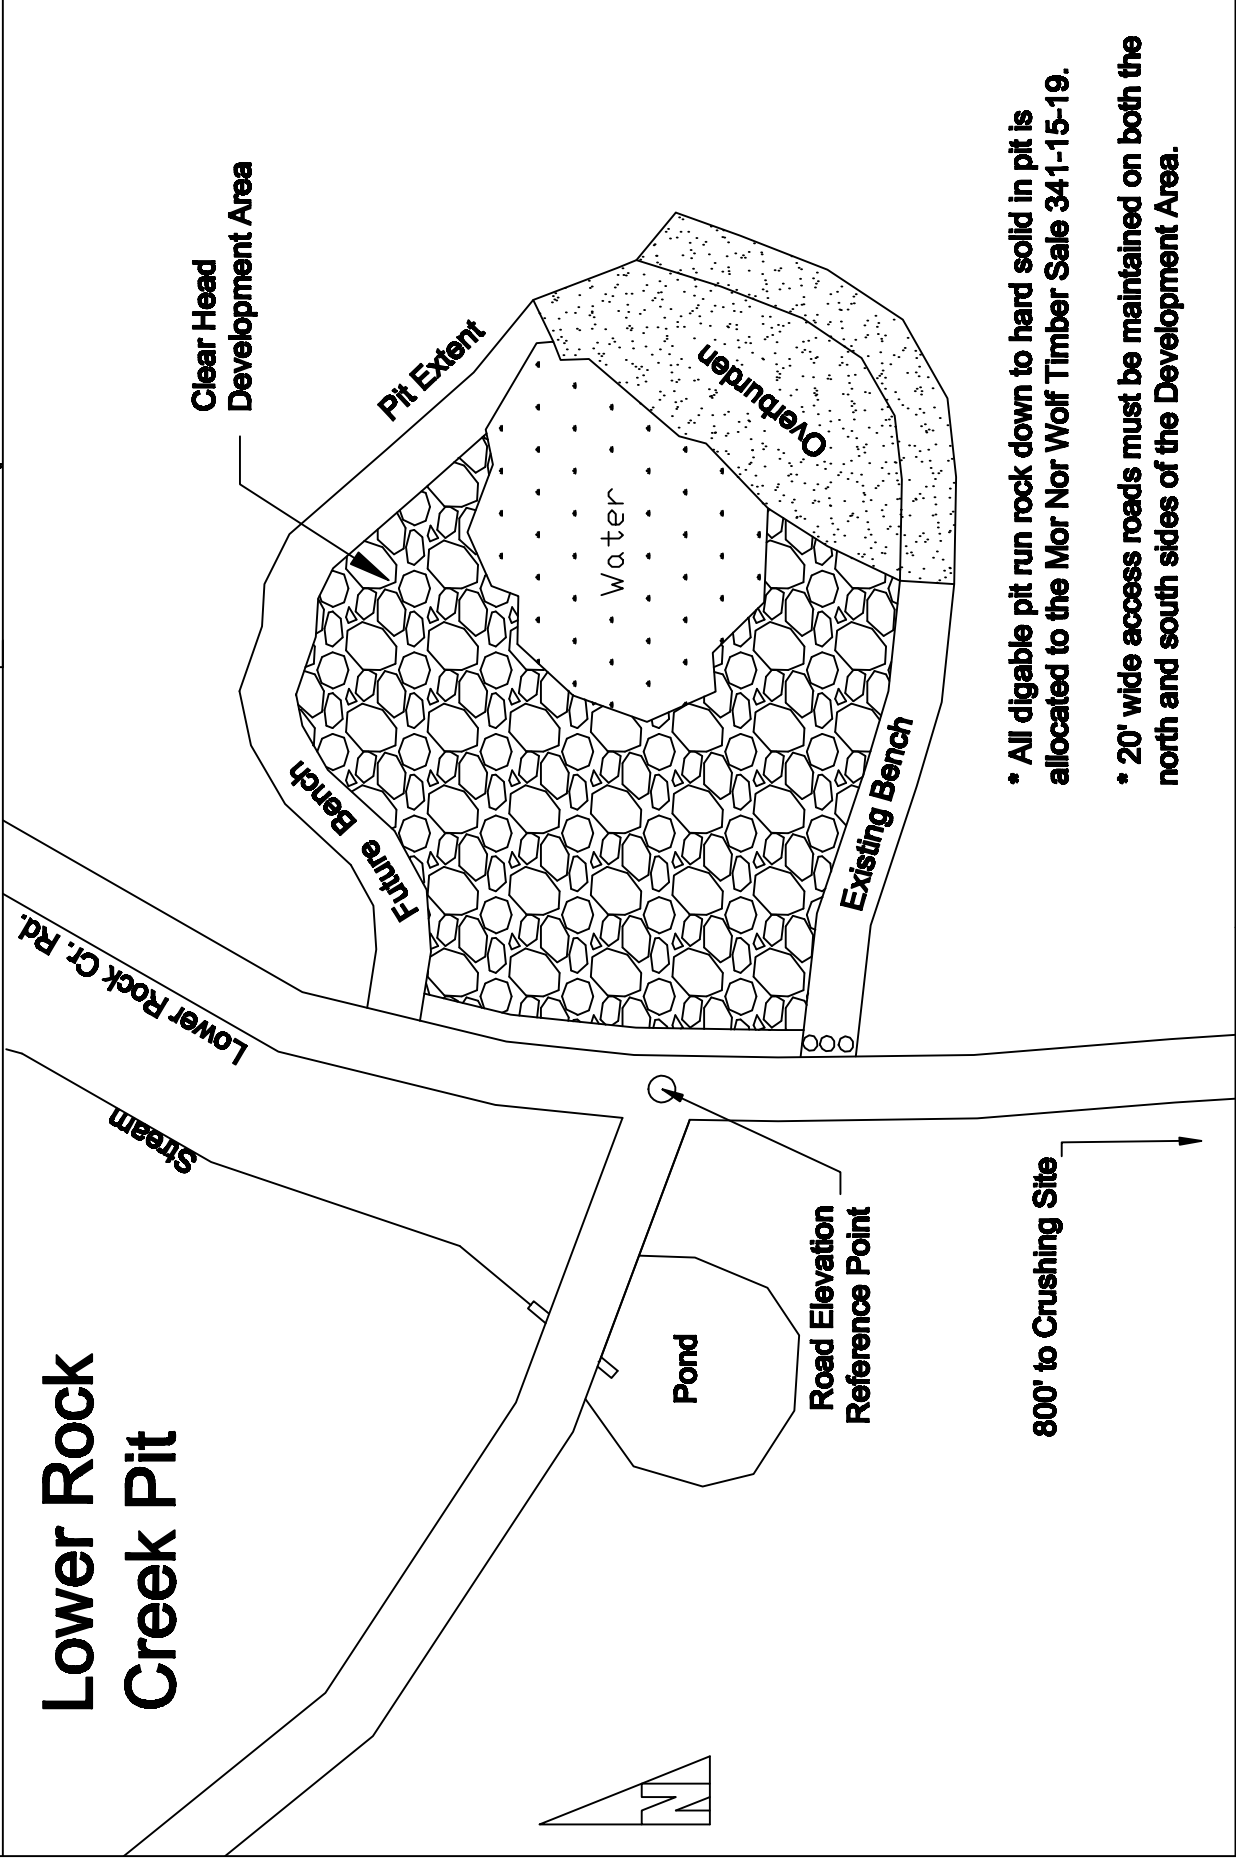 Lower Rock
Creek Pit
Stream
Lower Rock Cr. Rd.
Clear Head
Development Area
Pit Extent
Future Bench
Water
Overburden
Existing Bench
Pond
Road Elevation
Reference Point
800' to Crushing Site
N
* All digable pit run rock down to hard solid in pit is
allocated to the Mor Nor Wolf Timber Sale 341-15-19.
* 20' wide access roads must be maintained on both the
north and south sides of the Development Area.